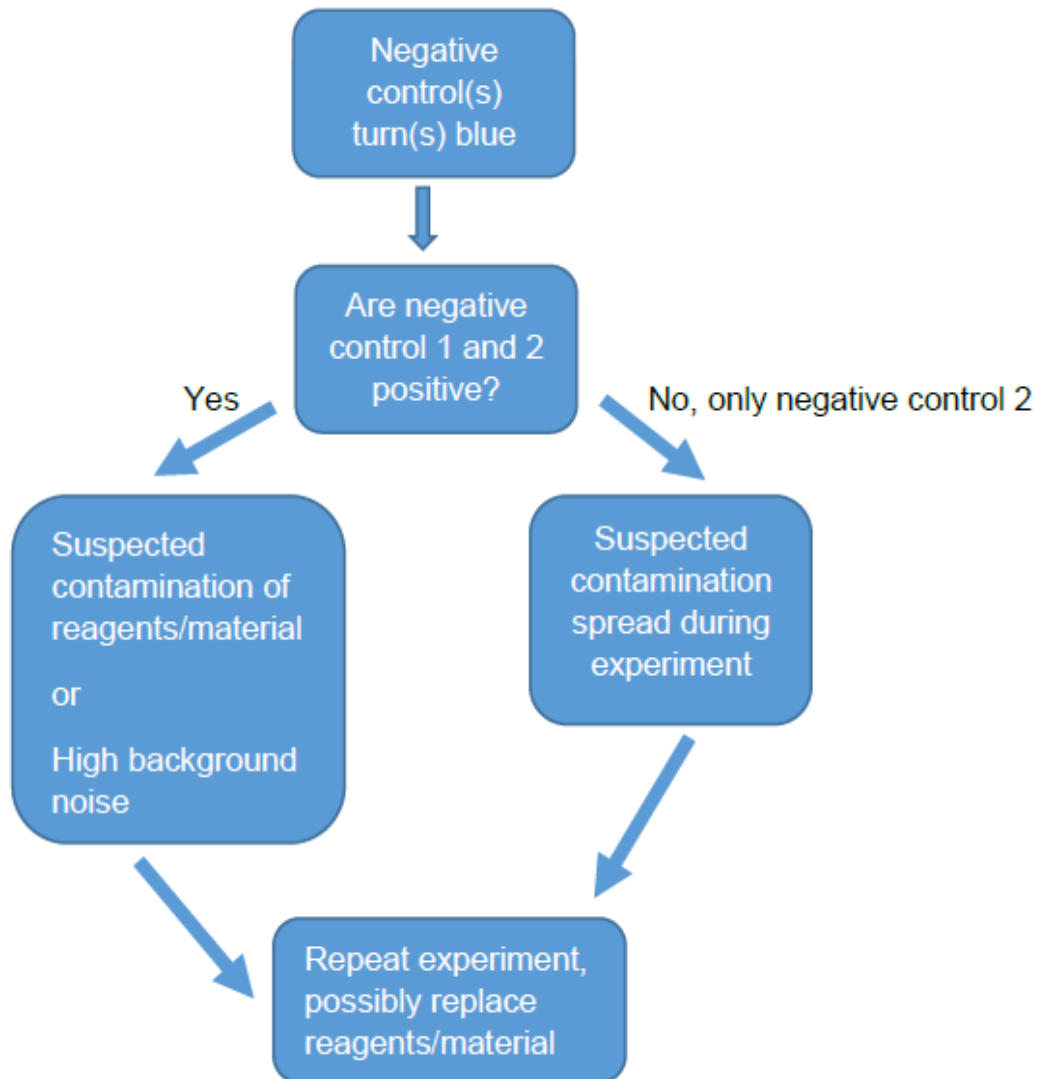 Negative
control(s)
turn(s) blue
Are negative
control 1 and 2
positive?
Yes
No, only negative control 2
Suspected
contamination of
reagents/material
or
High background
noise
Suspected
contamination
spread during
experiment
Repeat experiment,
possibly replace
reagents/material